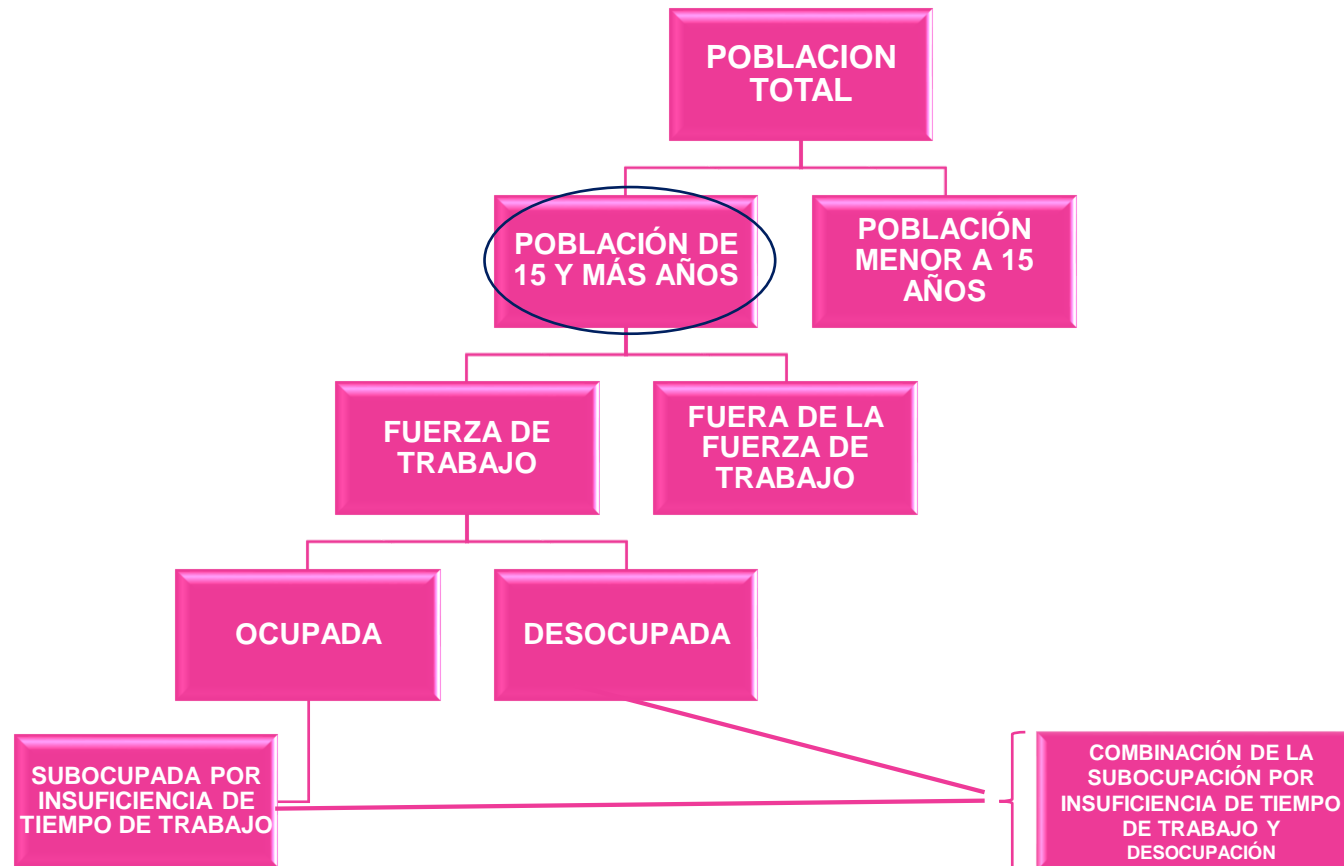 POBLACION
TOTAL
POBLACIÓN DE
15 Y MÁS AÑOS
POBLACIÓN
MENOR A 15
AÑOS
FUERZA DE
TRABAJO
FUERA DE LA
FUERZA DE
TRABAJO
OCUPADA
DESOCUPADA
SUBOCUPADA POR
INSUFICIENCIA DE
TIEMPO DE TRABAJO
COMBINACIÓN DE LA
SUBOCUPACIÓN POR
INSUFICIENCIA DE TIEMPO
DE TRABAJO Y
DESOCUPACIÓN